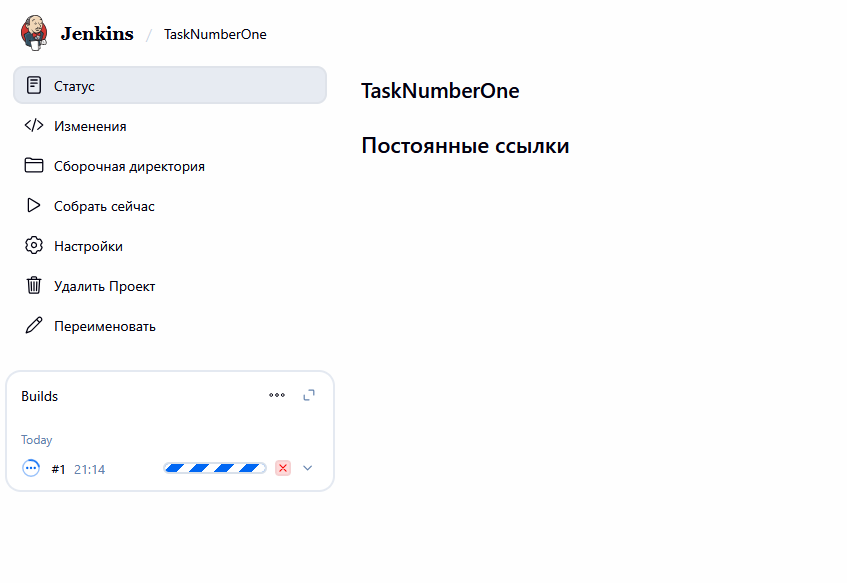 Jenkins / TaskNumberOne
Статус
Изменения
Сборочная директория
Собрать сейчас
Настройки
Удалить Проект
Переименовать
Builds
Today
#1 21:14
TaskNumberOne
Постоянные ссылки